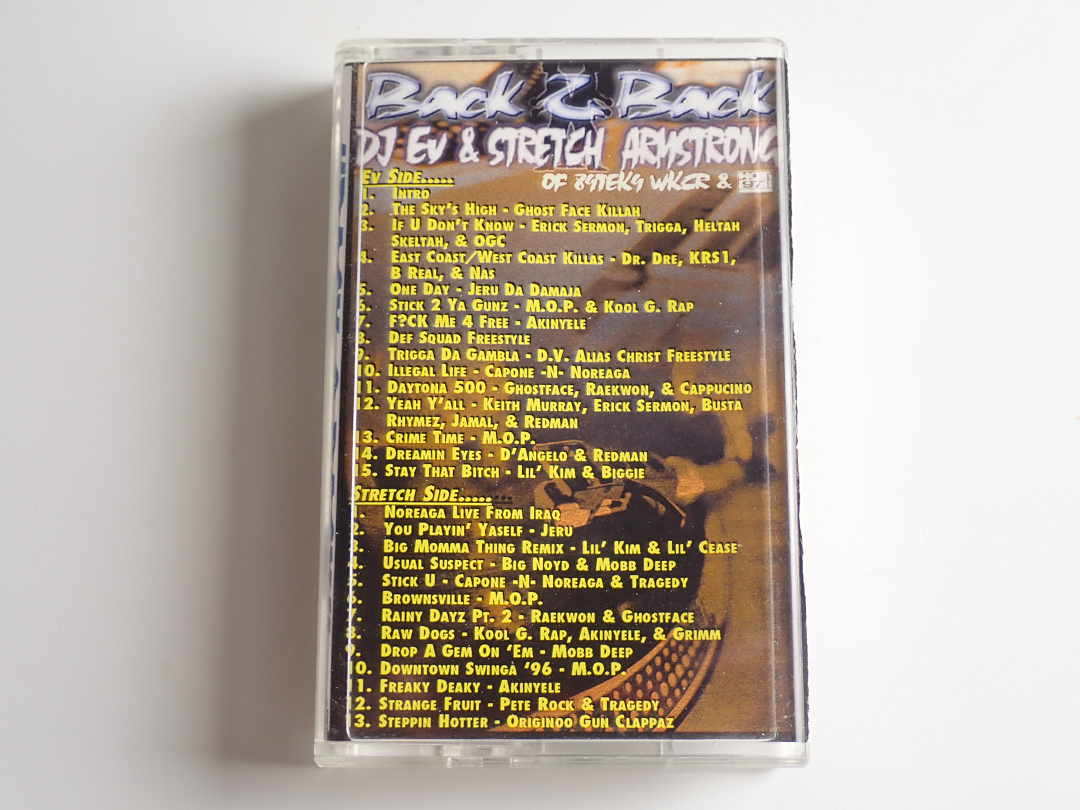 Back 2 Back
DJ Ev & STRETCH ARMSTRONG
Ev Side.....
OF 89TEK9 WKCR & HOT 97
1. Intro
2. The Sky's High - Ghost Face Killah
3. If U Don't Know - Erick Sermon, Trigga, Heltah
Skeltah, & OGC
4. East Coast/West Coast Killas - Dr. Dre, KRS1,
B Real, & Nas
5. One Day - Jeru Da Damaja
6. Stick 2 Ya Gunz - M.O.P. & Kool G. Rap
7. F?CK Me 4 Free - Akinyele
8. Def Squad Freestyle
9. Trigga Da Gambla - D.V. Alias Christ Freestyle
10. Illegal Life - Capone -N- Noreaga
11. Daytona 500 - Ghostface, Raekwon, & Cappucino
12. Yeah Y'all - Keith Murray, Erick Sermon, Busta
Rhymez, Jamal, & Redman
13. Crime Time - M.O.P.
14. Dreamin Eyes - D'Angelo & Redman
15. Stay That Bitch - Lil' Kim & Biggie
Stretch Side........
1. Noreaga Live From Iraq
2. You Playin' Yaself - Jeru
3. Big Momma Thing Remix - Lil' Kim & Lil' Cease
4. Usual Suspect - Big Noyd & Mobb Deep
5. Stick U - Capone -N- Noreaga & Tragedy
6. Brownsville - M.O.P.
7. Rainy Dayz Pt. 2 - Raekwon & Ghostface
8. Raw Dogs - Kool G. Rap, Akinyele, & Grimm
9. Drop A Gem On 'Em - Mobb Deep
10. Downtown Swinga '96 - M.O.P.
11. Freaky Deaky - Akinyele
12. Strange Fruit - Pete Rock & Tragedy
13. Steppin Hotter - Originoo Gun Clappaz